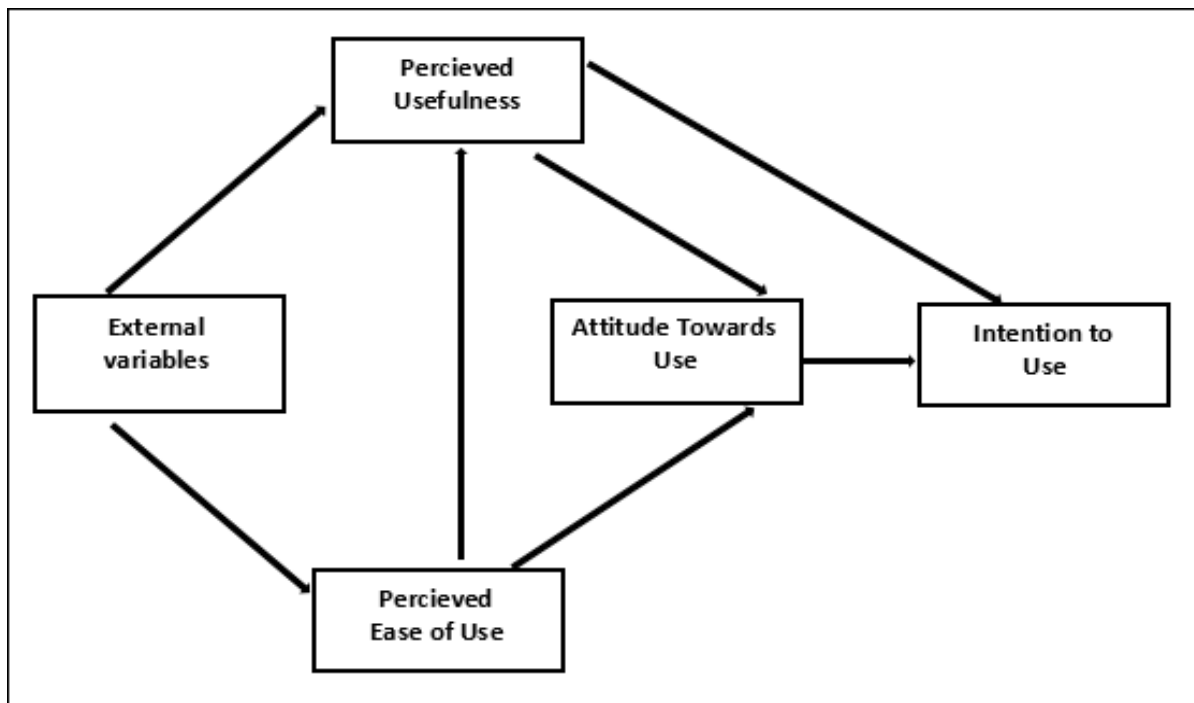 Percieved
Usefulness
External
variables
Attitude Towards
Use
Intention to
Use
Percieved
Ease of Use